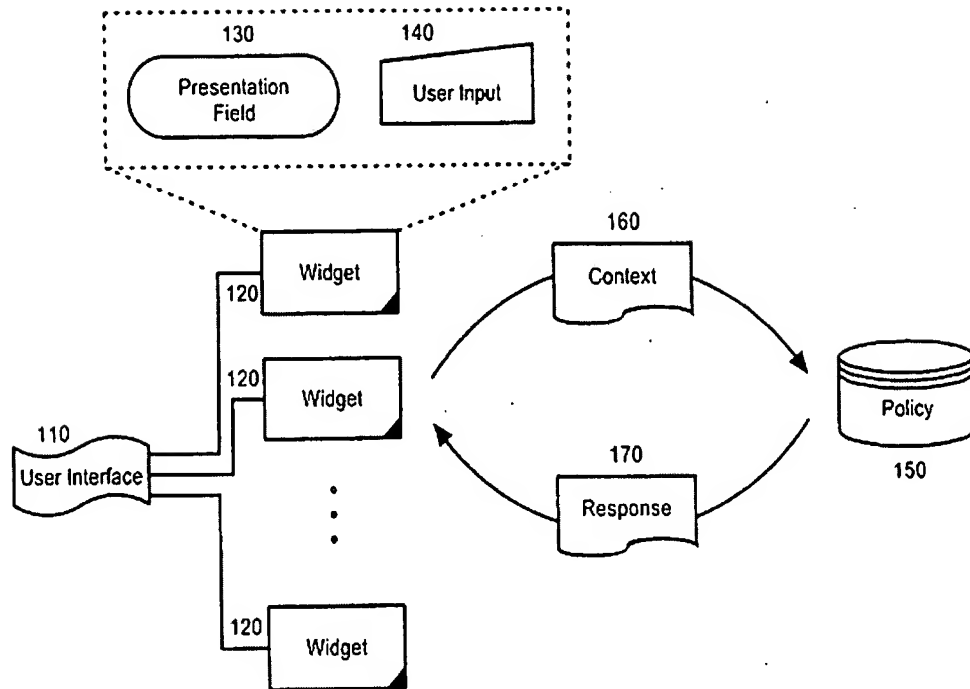 130
140
Presentation
Field
User Input
160
Widget
Context
120
120
Widget
Policy
110
170
150
User Interface
Response
120
Widget